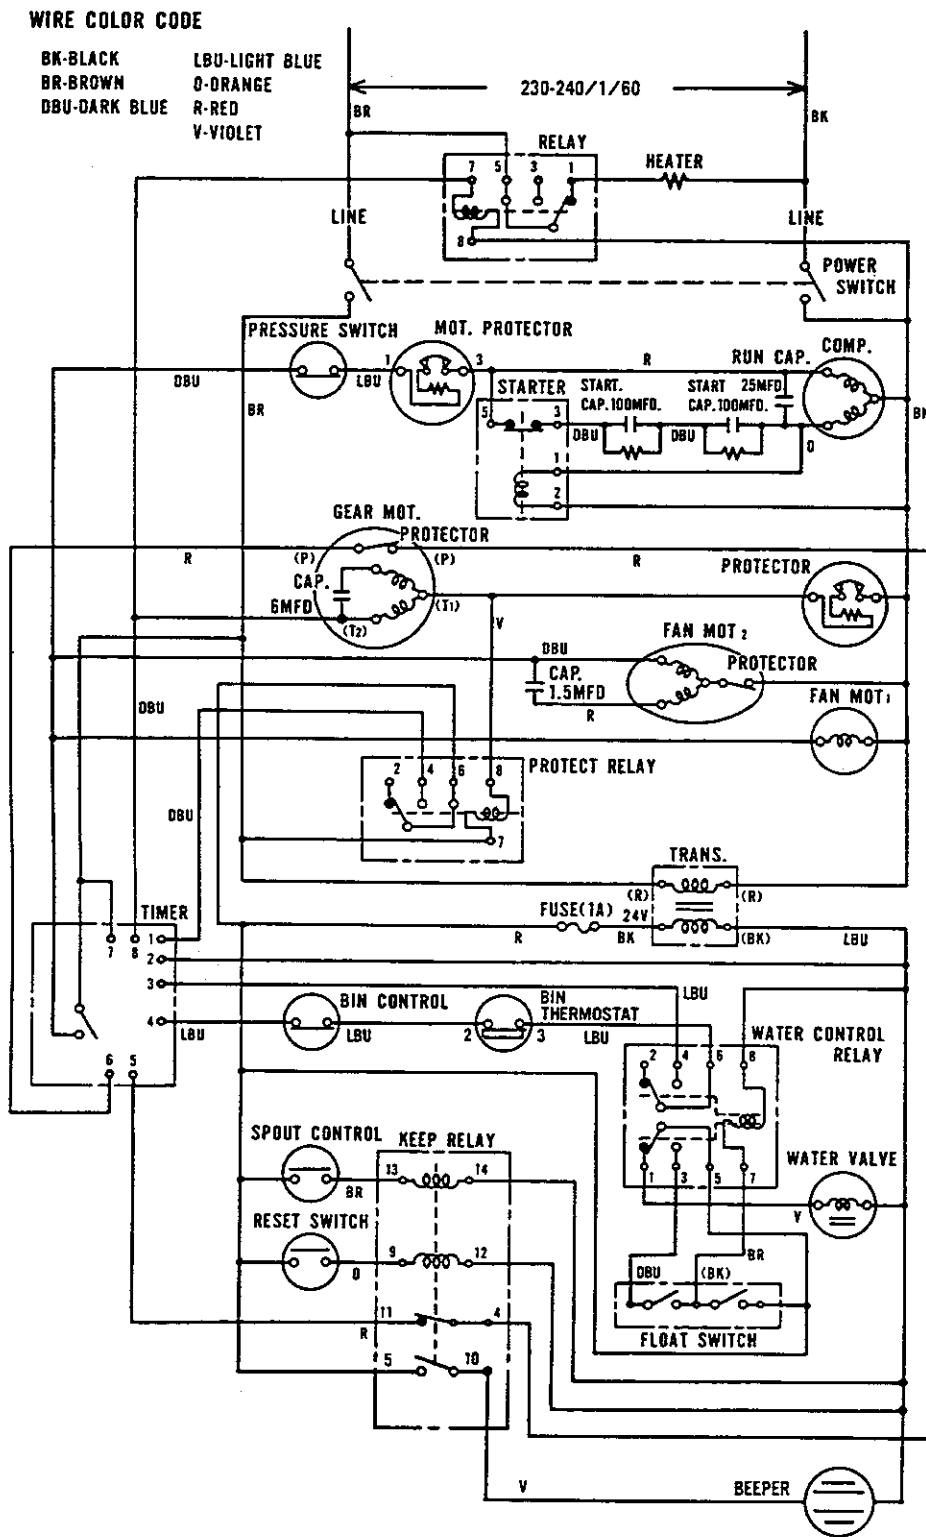 WIRE COLOR CODE
BK-BLACK LBU-LIGHT BLUE
BR-BROWN O-ORANGE
DBU-DARK BLUE R-RED
V-VIOLET
230-240/1/60
BR BK
RELAY
7 5 3 1 HEATER
LINE LINE
8
POWER
SWITCH
PRESSURE SWITCH MOT. PROTECTOR
1 3 R RUN CAP. COMP.
DBU LBU
STARTER START. START 25MFD
CAP.100MFD. CAP.100MFD.
BR 5 3 DBU DBU O BK
1
2
GEAR MOT.
PROTECTOR
R (P) (P) R PROTECTOR
CAP.
6MFD (T1)
(T2) V
DBU FAN MOT 2
CAP. PROTECTOR
1.5MFD
DBU R FAN MOT 1
2 4 6 8 PROTECT RELAY
DBU
7
TRANS.
(R) (R)
TIMER FUSE(1A) 24V
7 8 1 R BK (BK) LBU
2
3 LBU
BIN CONTROL BIN
THERMOSTAT
4 LBU LBU 2 3 LBU WATER CONTROL
RELAY
2 4 6 8
6 5
SPOUT CONTROL KEEP RELAY
13 14 WATER VALVE
BR 1 3 5 7
RESET SWITCH V
9 12
O DBU (BK) BR
11 4
R FLOAT SWITCH
5 10
V BEEPER